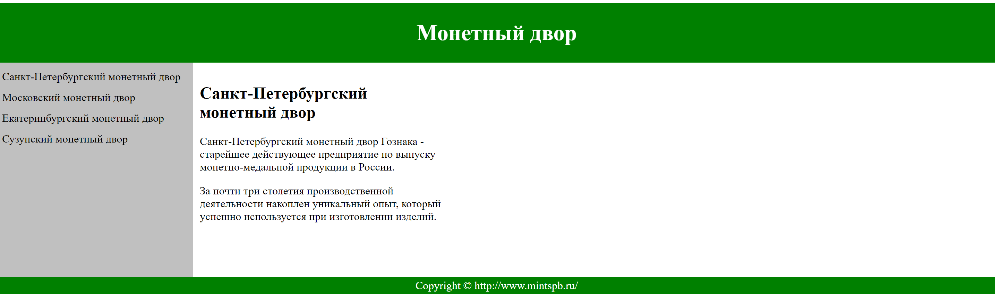 Монетный двор
Санкт-Петербургский монетный двор
Московский монетный двор
Екатеринбургский монетный двор
Сузунский монетный двор
Санкт-Петербургский
монетный двор
Санкт-Петербургский монетный двор Гознака -
старейшее действующее предприятие по выпуску
монетно-медальной продукции в России.
За почти три столетия производственной
деятельности накоплен уникальный опыт, который
успешно используется при изготовлении изделий.
Copyright © http://www.mintspb.ru/